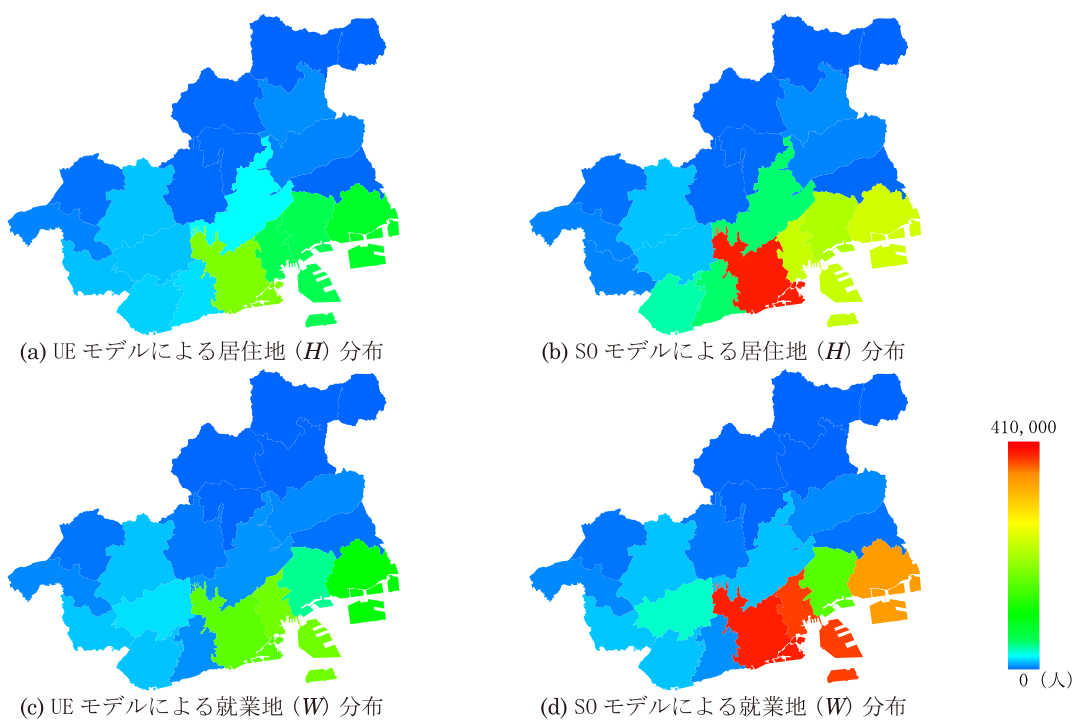 (a) UE モデルによる居住地 (H) 分布
(b) SO モデルによる居住地 (H) 分布
(c) UE モデルによる就業地 (W) 分布
(d) SO モデルによる就業地 (W) 分布
410,000
0 (人)